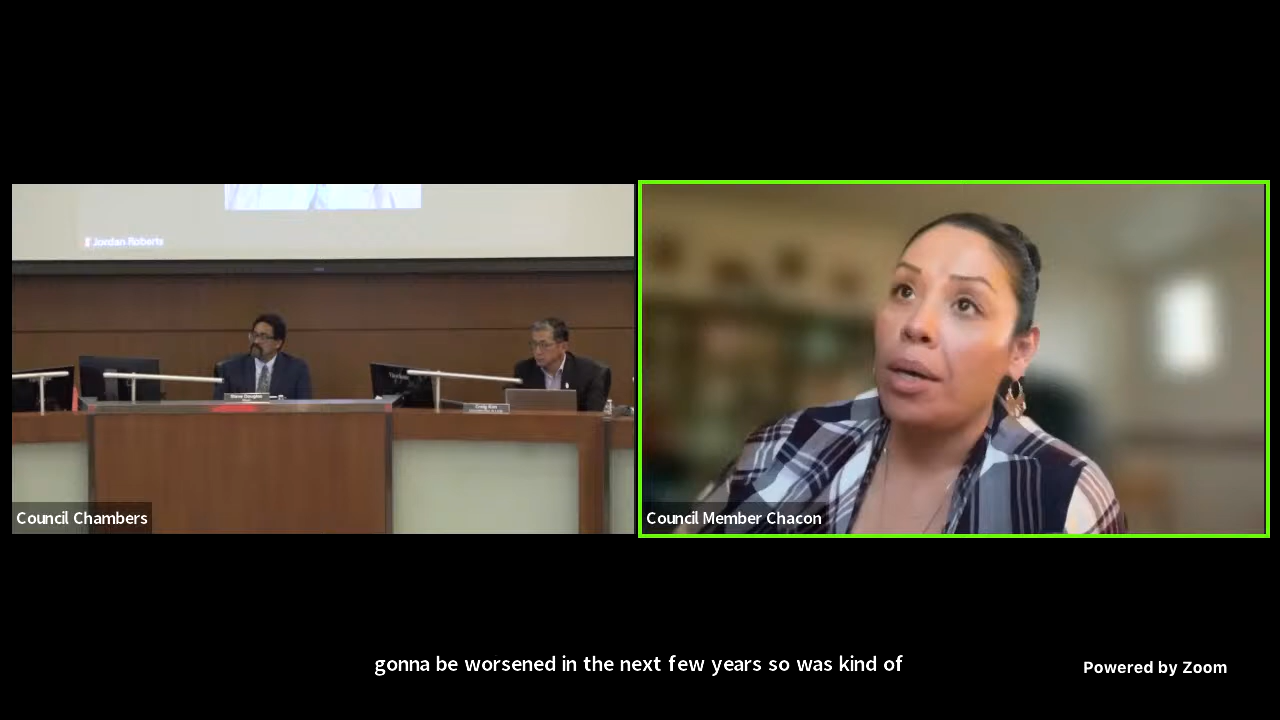 Jordan Roberts
Council Chambers
Council Member Chacon
gonna be worsened in the next few years so was kind of
Powered by Zoom